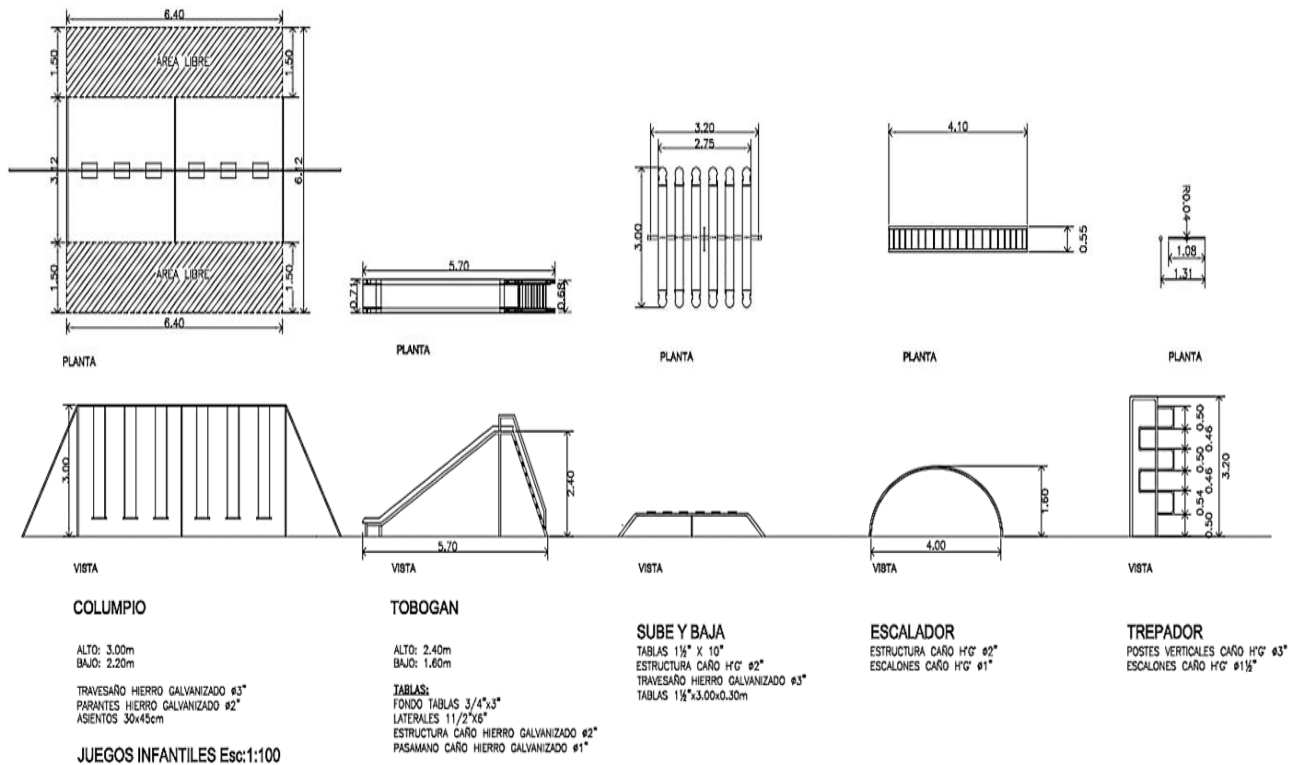 6.40
AREA LIBRE
1.50
1.50
3.12
6.12
AREA LIBRE
1.50
1.50
6.40
PLANTA
5.70
0.71
0.68
PLANTA
3.20
2.75
3.00
PLANTA
4.10
0.55
PLANTA
R0.04
1.08
1.31
PLANTA
3.00
VISTA
2.40
5.70
VISTA
VISTA
1.60
4.00
VISTA
0.50
0.46
0.50
0.46
0.54
0.50
3.20
VISTA
COLUMPIO
ALTO: 3.00m
BAJO: 2.20m
TRAVESAÑO HIERRO GALVANIZADO ø3"
PARANTES HIERRO GALVANIZADO ø2"
ASIENTOS 30x45cm
JUEGOS INFANTILES Esc:1:100
TOBOGAN
ALTO: 2.40m
BAJO: 1.60m
TABLAS:
FONDO TABLAS 3/4"x3"
LATERALES 11/2"X6"
ESTRUCTURA CAÑO HIERRO GALVANIZADO ø2"
PASAMANO CAÑO HIERRO GALVANIZADO ø1"
SUBE Y BAJA
TABLAS 1½" X 10"
ESTRUCTURA CAÑO H'G' ø2"
TRAVESAÑO HIERRO GALVANIZADO ø3"
TABLAS 1½"x3.00x0.30m
ESCALADOR
ESTRUCTURA CAÑO H'G' ø2"
ESCALONES CAÑO H'G' ø1"
TREPADOR
POSTES VERTICALES CAÑO H'G' ø3"
ESCALONES CAÑO H'G' ø1½"